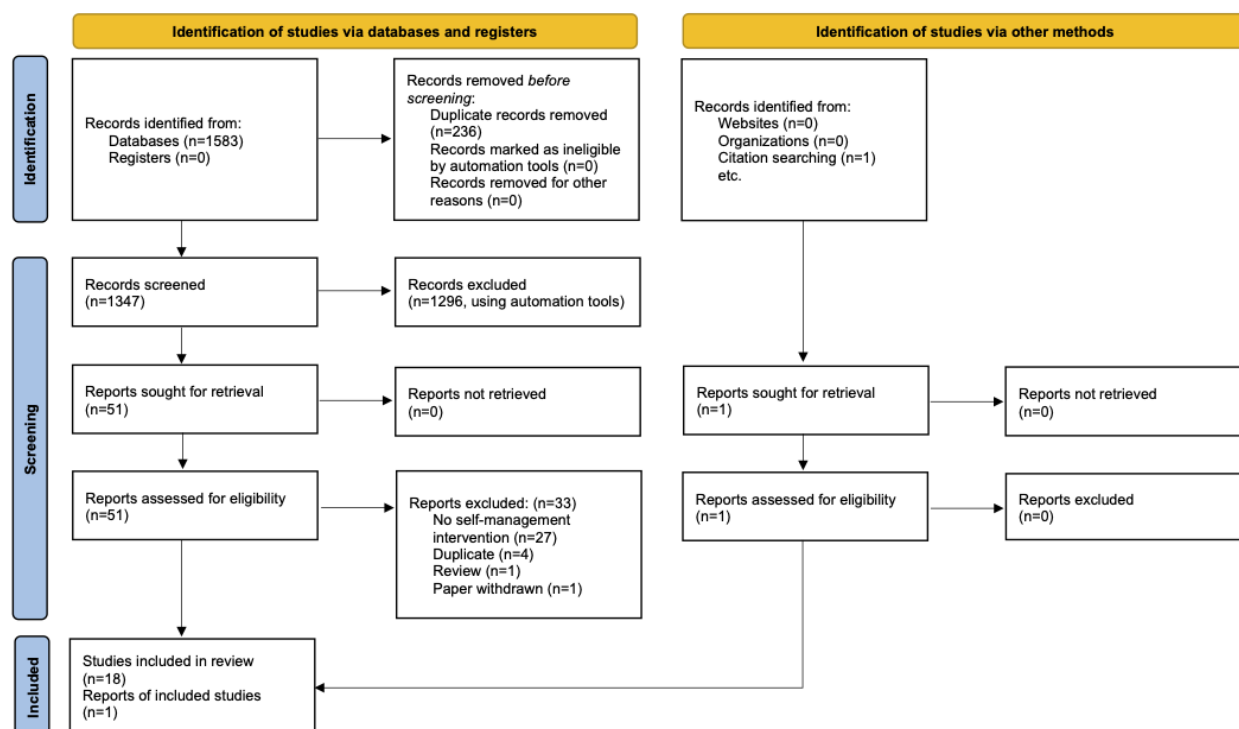 Identification of studies via databases and registers
Identification of studies via other methods
Identification
Records identified from:
Databases (n=1583)
Registers (n=0)
Records removed before
screening:
Duplicate records removed
(n=236)
Records marked as ineligible
by automation tools (n=0)
Records removed for other
reasons (n=0)
Records identified from:
Websites (n=0)
Organizations (n=0)
Citation searching (n=1)
etc.
Screening
Records screened
(n=1347)
Records excluded
(n=1296, using automation tools)
Reports sought for retrieval
(n=51)
Reports not retrieved
(n=0)
Reports sought for retrieval
(n=1)
Reports not retrieved
(n=0)
Reports assessed for eligibility
(n=51)
Reports excluded: (n=33)
No self-management
intervention (n=27)
Duplicate (n=4)
Review (n=1)
Paper withdrawn (n=1)
Reports assessed for eligibility
(n=1)
Reports excluded
(n=0)
Included
Studies included in review
(n=18)
Reports of included studies
(n=1)